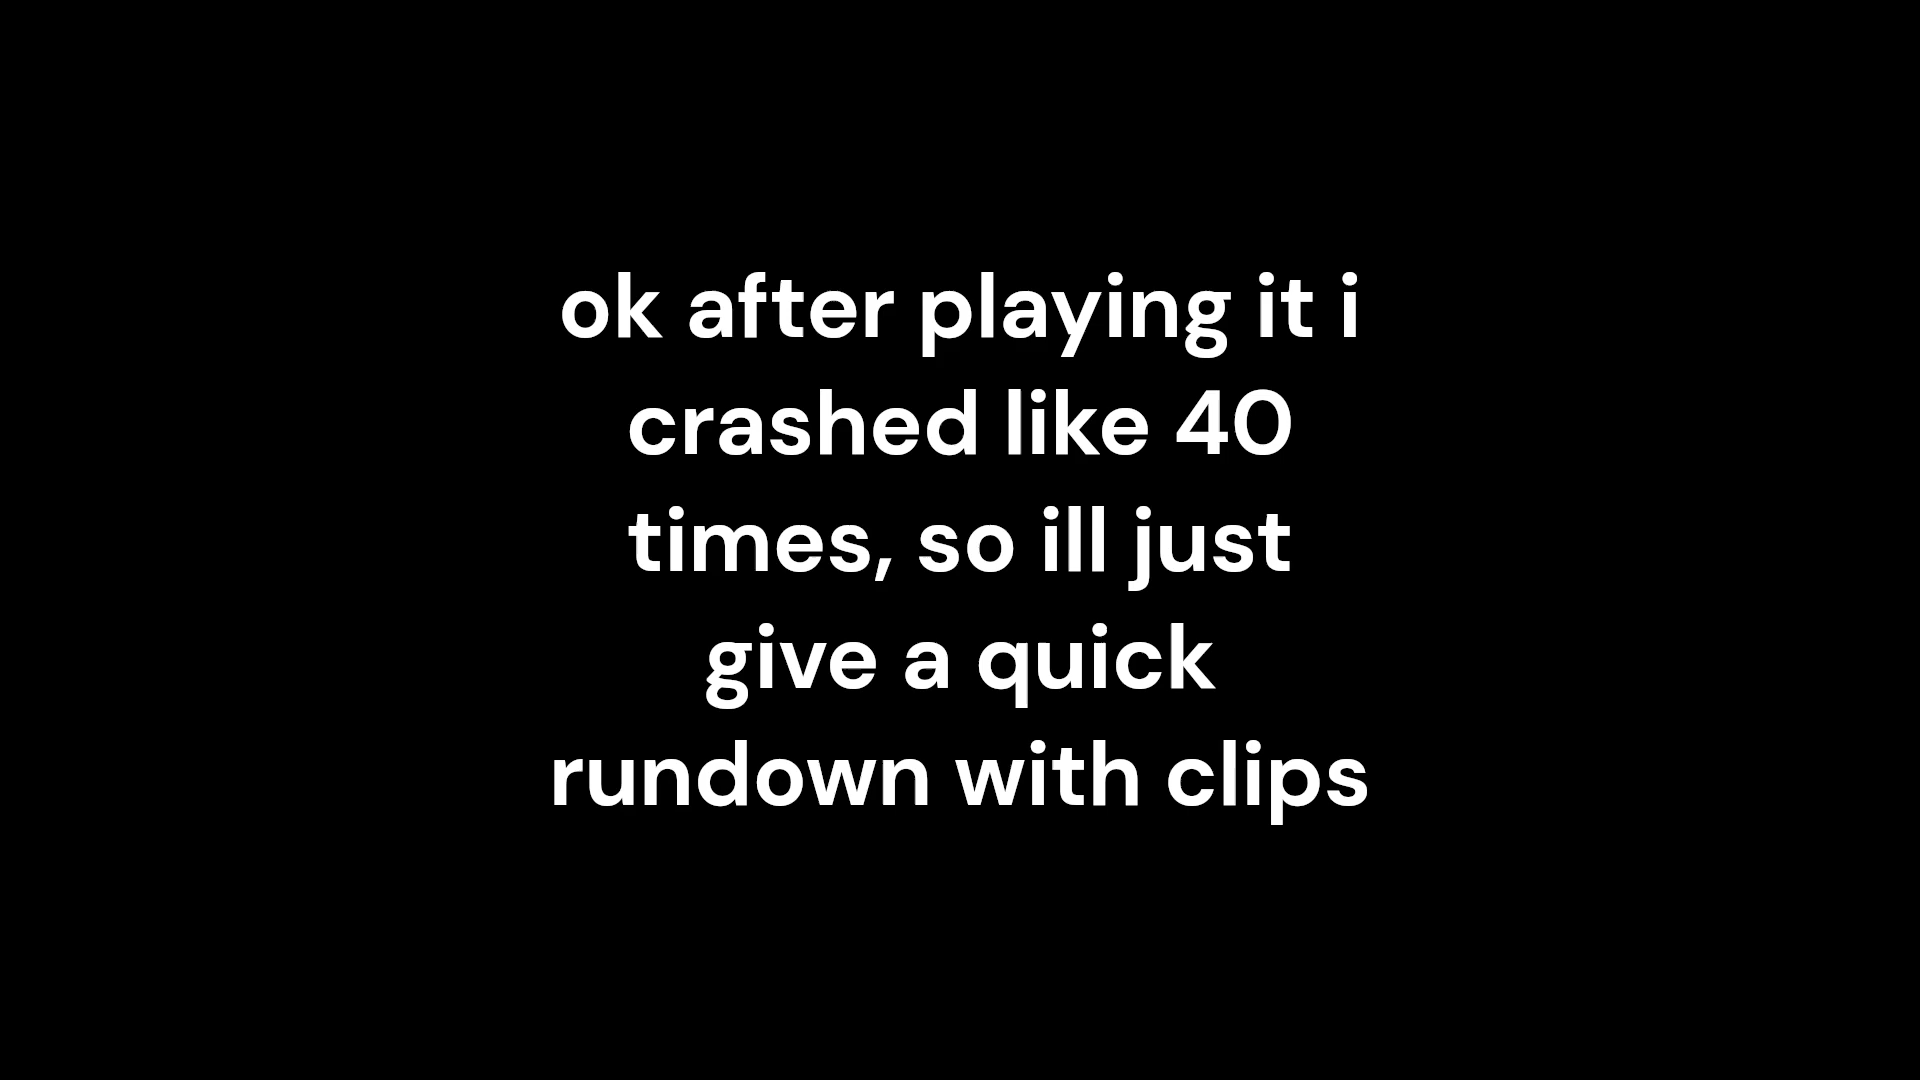 ok after playing it i
crashed like 40
times, so ill just
give a quick
rundown with clips